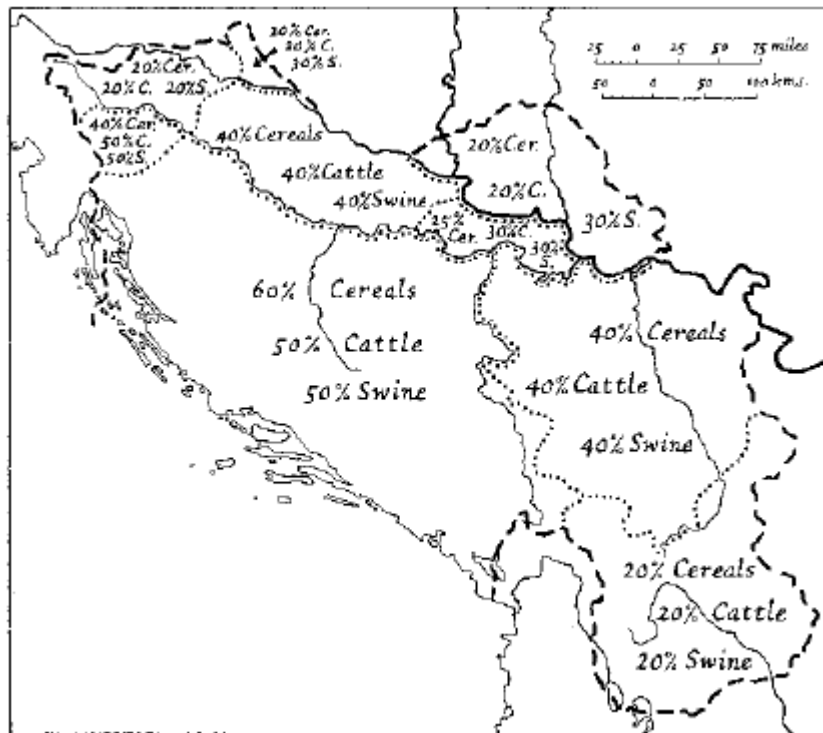 20% Cer.
20% C.
30% S.
25 0 25 50 75 miles
50 0 50 100 kms.
20% Cer.
20% C. 20% S.
40% Cer.
50% C.
50% S.
40% Cereals
40% Cattle
40% Swine
20% Cer.
20% C.
30% S.
25%
Cer.
30% C.
30%
S.
60% Cereals
50% Cattle
50% Swine
40% Cereals
40% Cattle
40% Swine
20% Cereals
20% Cattle
20% Swine